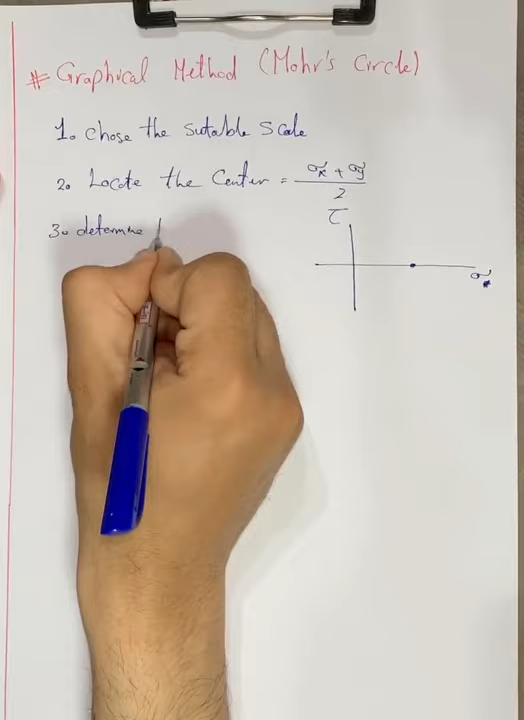 # Graphical Method (Mohr's Circle)
1. chose the sutable Scale
2. Locate the Center = σx + σy / 2
3. determine
τ
σ